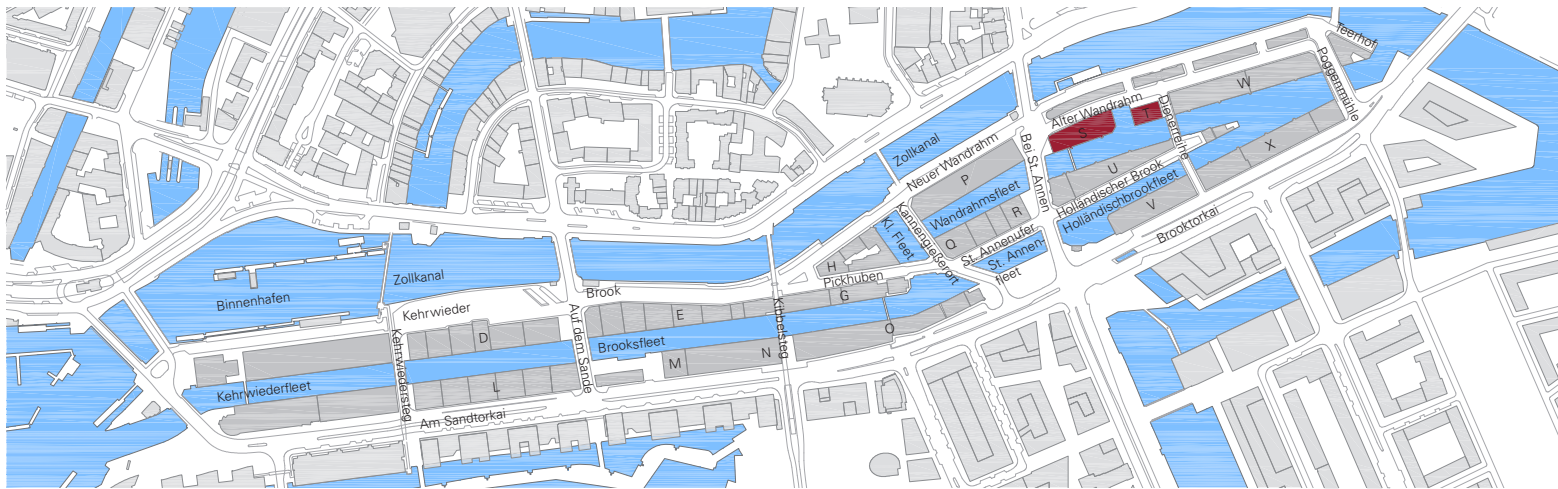 Teerhof
Poggenmühle
W
Alter Wandrahm
Dienerreihe
S
T
Zollkanal
Neuer Wandrahm
Bei St. Annen
X
U
P
Holländischer Brook
Wandrahmsfleet
Holländischbrookfleet
V
Brooktorkai
Kannengießerort
Kl. Fleet
R
Q
St. Annenufer
St. Annen-
fleet
H
Pickhuben
G
Zollkanal
Binnenhafen
Brook
Kehrwieder
Auf dem Sande
Kibbelsteg
E
D
O
Brooksfleet
M
N
Kehrwiedersteg
Kehrwiederfleet
L
Am Sandtorkai